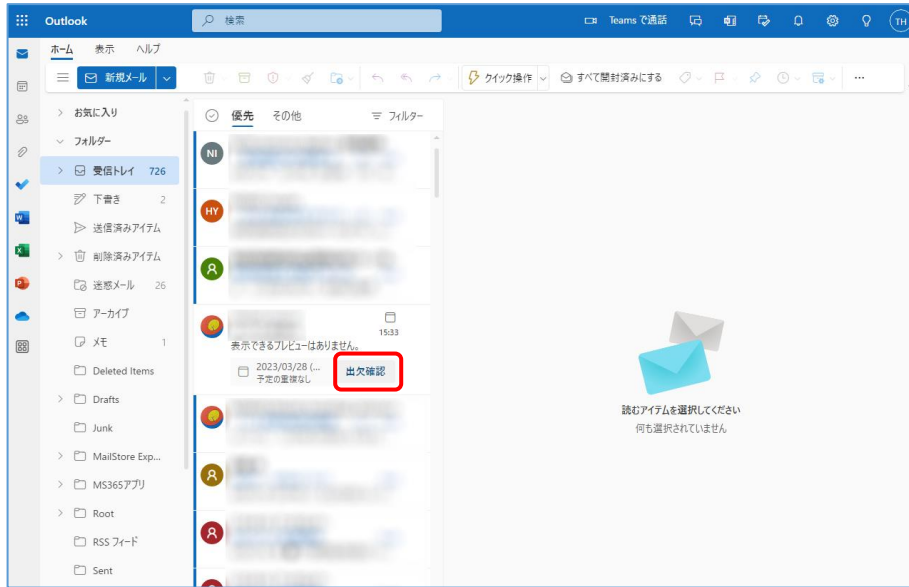 Outlook
検索
Teams で通話
TH
ホーム 表示 ヘルプ
新規メール
クイック操作
すべて開封済みにする
お気に入り
フォルダー
受信トレイ 726
下書き 2
送信済みアイテム
削除済みアイテム
迷惑メール 26
アーカイブ
メモ 1
Deleted Items
Drafts
Junk
MailStore Exp...
MS365アプリ
Root
RSS フィード
Sent
優先 その他 フィルター
NI
HY
15:33
表示できるプレビューはありません。
2023/03/28 (...
予定の重複なし
出欠確認
読むアイテムを選択してください
何も選択されていません